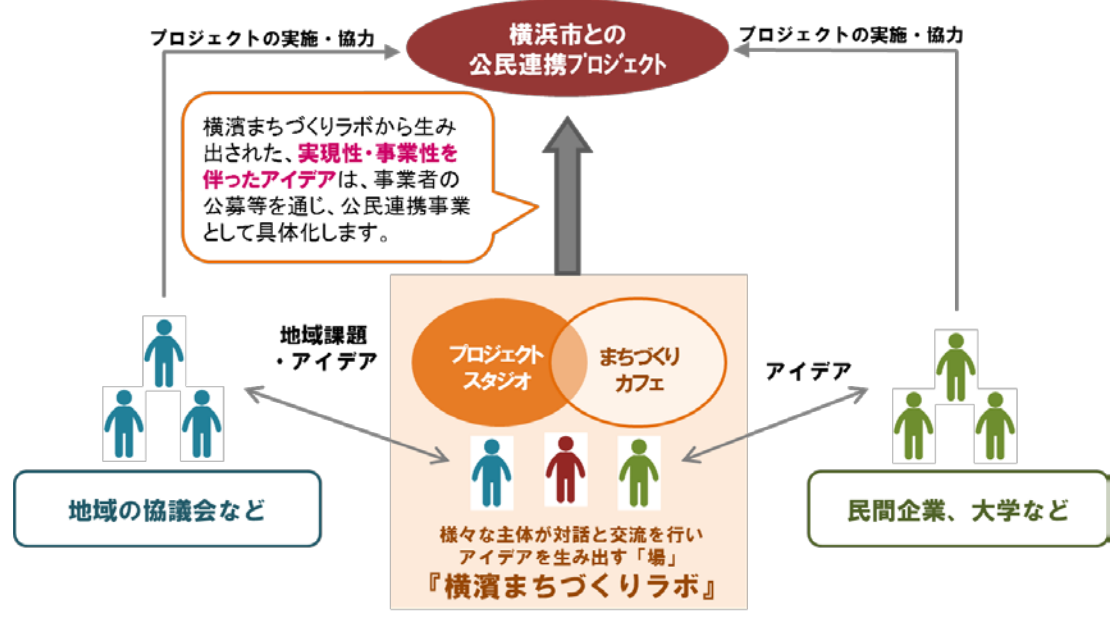 プロジェクトの実施・協力
横浜市との
公民連携プロジェクト
プロジェクトの実施・協力
横濱まちづくりラボから生み
出された、実現性・事業性を
伴ったアイデアは、事業者の
公募等を通じ、公民連携事業
として具体化します。
地域課題
・アイデア
プロジェクト
スタジオ
まちづくり
カフェ
アイデア
地域の協議会など
民間企業、大学など
様々な主体が対話と交流を行い
アイデアを生み出す「場」
『横濱まちづくりラボ』